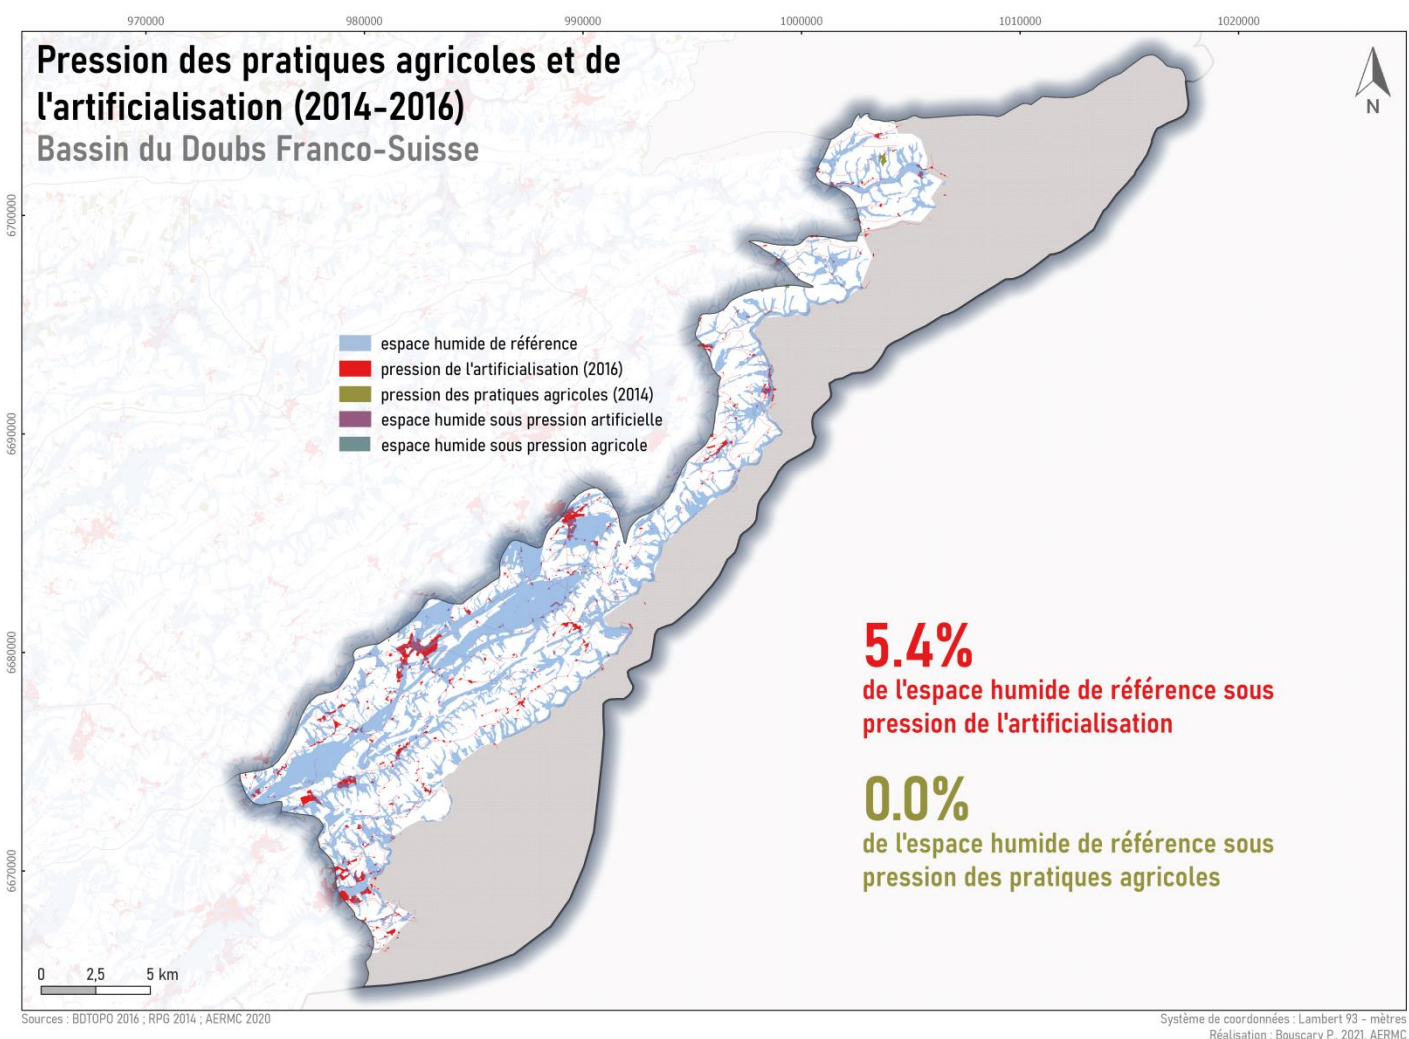 970000
980000
990000
1000000
1010000
1020000
Pression des pratiques agricoles et de
l'artificialisation (2014-2016)
Bassin du Doubs Franco-Suisse
N
6700000
6690000
6680000
6670000
espace humide de référence
pression de l'artificialisation (2016)
pression des pratiques agricoles (2014)
espace humide sous pression artificielle
espace humide sous pression agricole
5.4%
de l'espace humide de référence sous
pression de l'artificialisation
0.0%
de l'espace humide de référence sous
pression des pratiques agricoles
0 2,5 5 km
Sources : BDTOPO 2016 ; RPG 2014 ; AERMC 2020
Système de coordonnées : Lambert 93 - mètres
Réalisation : Bouscary P., 2021, AERMC